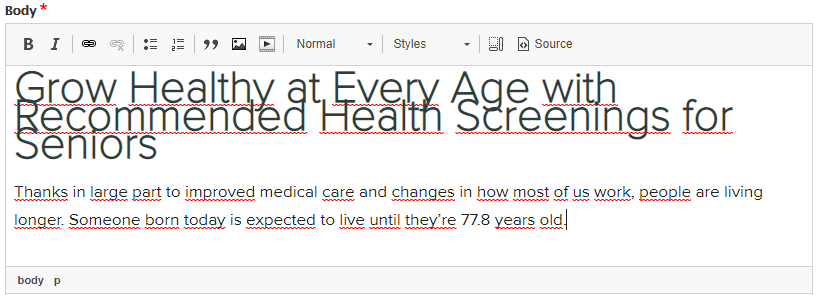 Body *
B I Normal Styles Source
Grow Healthy at Every Age with
Recommended Health Screenings for
Seniors
Thanks in large part to improved medical care and changes in how most of us work, people are living
longer. Someone born today is expected to live until they’re 77.8 years old.
body p